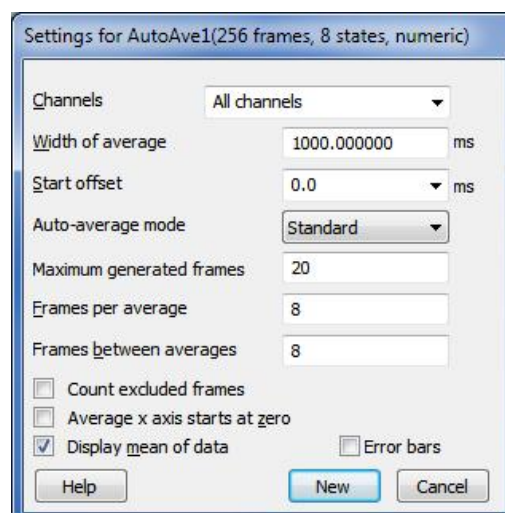 Settings for AutoAve1(256 frames, 8 states, numeric)
Channels All channels
Width of average 1000.000000 ms
Start offset 0.0 ms
Auto-average mode Standard
Maximum generated frames 20
Frames per average 8
Frames between averages 8
Count excluded frames
Average x axis starts at zero
Display mean of data Error bars
Help New Cancel